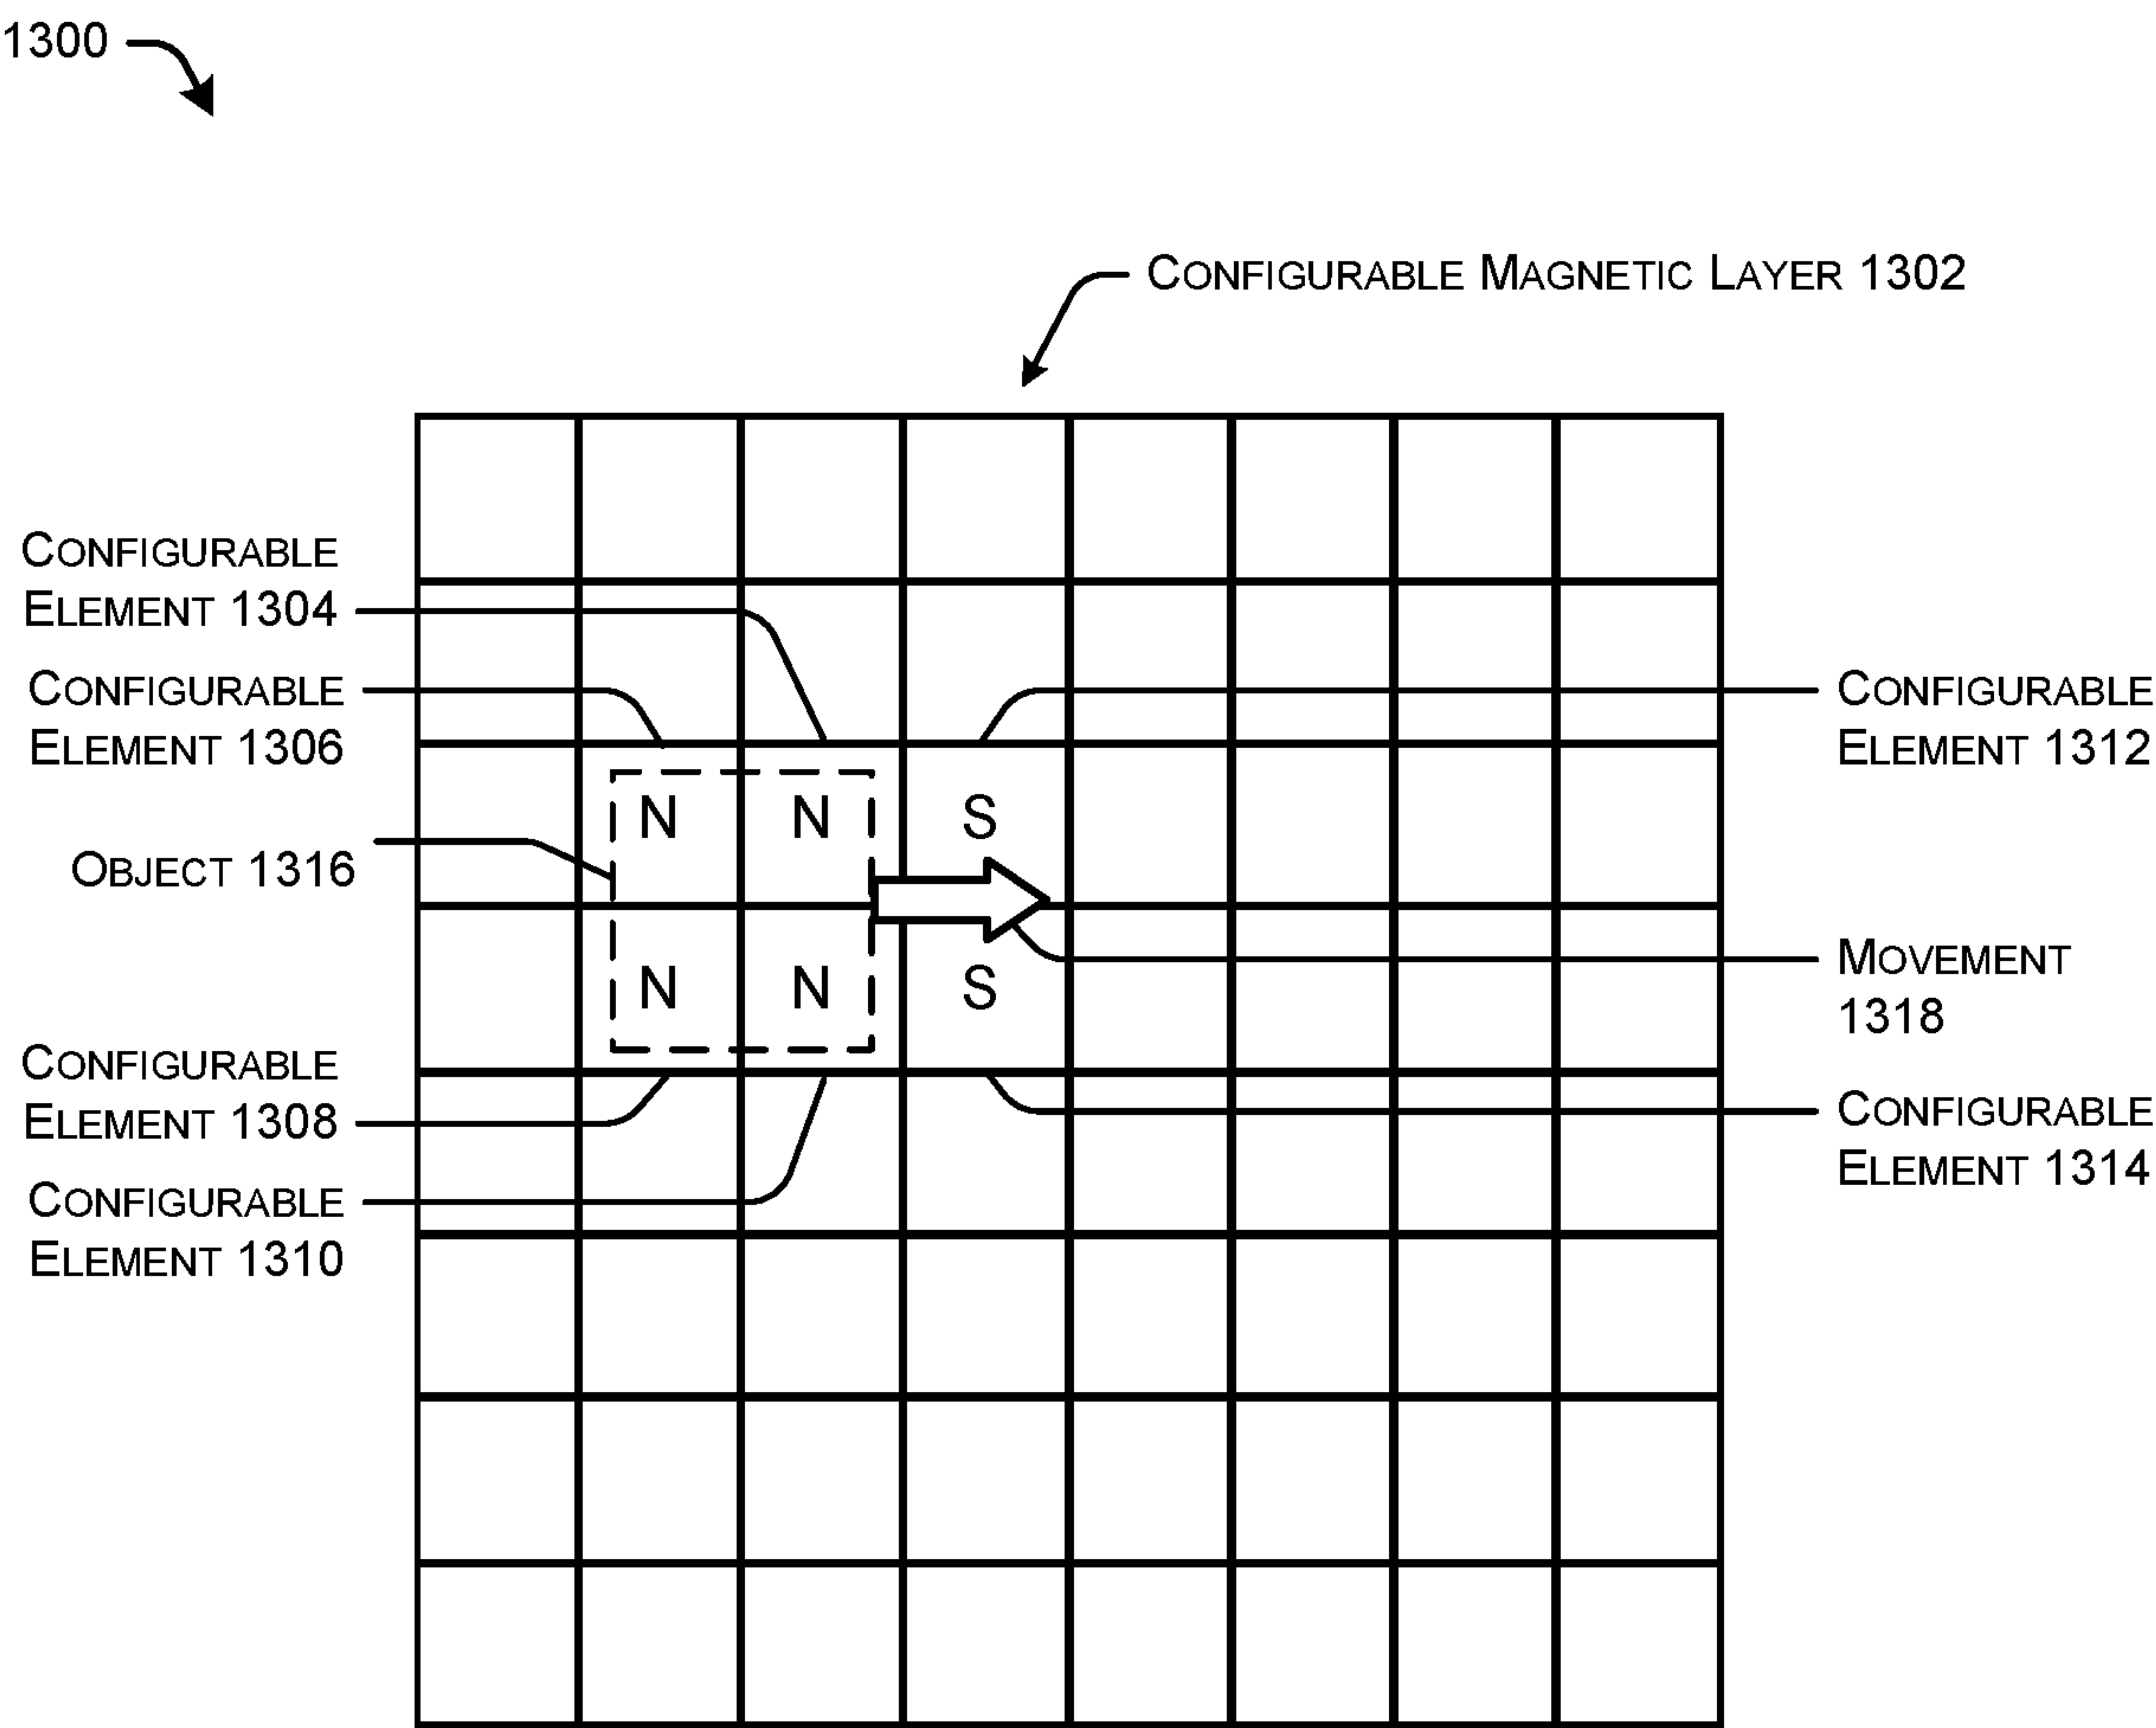 1300
CONFIGURABLE MAGNETIC LAYER 1302
CONFIGURABLE
ELEMENT 1304
CONFIGURABLE
ELEMENT 1306
CONFIGURABLE
ELEMENT 1312
N N S
OBJECT 1316
MOVEMENT
1318
N N S
CONFIGURABLE
ELEMENT 1308
CONFIGURABLE
ELEMENT 1314
CONFIGURABLE
ELEMENT 1310